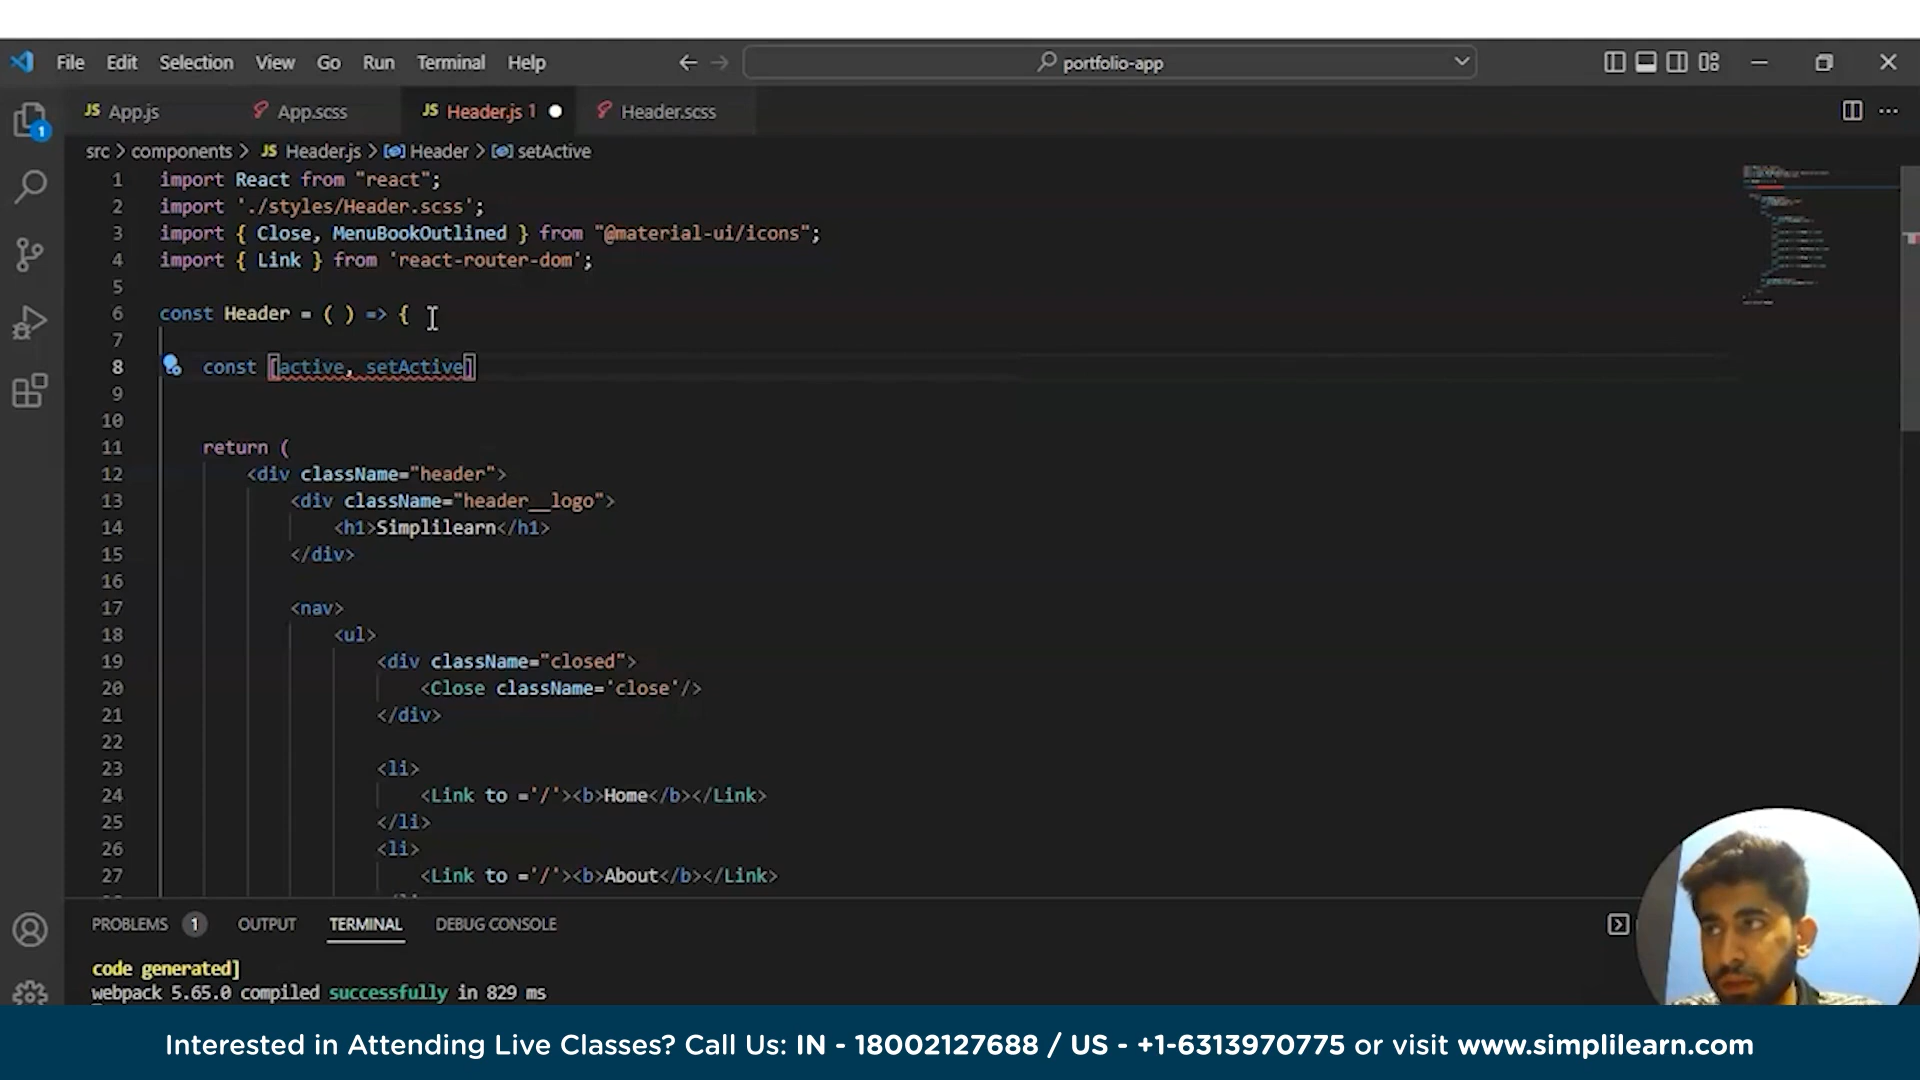 File Edit Selection View Go Run Terminal Help portfolio-app
JS App.js App.scss JS Header.js 1 Header.scss
1
src > components > JS Header.js > Header > setActive
1 import React from "react";
2 import './styles/Header.scss';
3 import { Close, MenuBookOutlined } from "@material-ui/icons";
4 import { Link } from 'react-router-dom';
5
6 const Header = ( ) => {
7
8 const [active, setActive]
9
10
11 return (
12 <div className="header">
13 <div className="header__logo">
14 <h1>Simplilearn</h1>
15 </div>
16
17 <nav>
18 <ul>
19 <div className="closed">
20 <Close className='close'/>
21 </div>
22
23 <li>
24 <Link to ='/'><b>Home</b></Link>
25 </li>
26 <li>
27 <Link to ='/'><b>About</b></Link>
PROBLEMS 1 OUTPUT TERMINAL DEBUG CONSOLE
code generated]
webpack 5.65.0 compiled successfully in 829 ms
Interested in Attending Live Classes? Call Us: IN - 18002127688 / US - +1-6313970775 or visit www.simplilearn.com